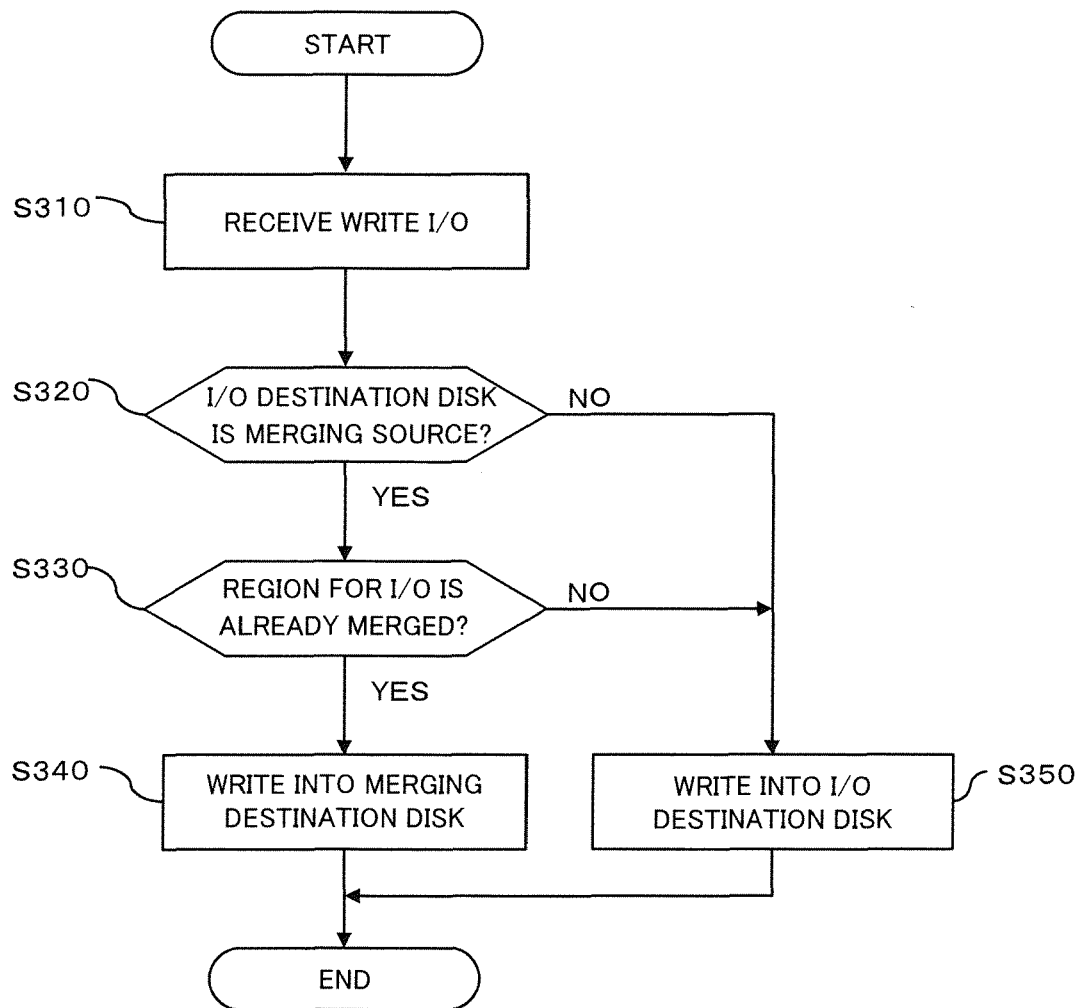 START
S310
RECEIVE WRITE I/O
S320
I/O DESTINATION DISK
IS MERGING SOURCE?
NO
YES
S330
REGION FOR I/O IS
ALREADY MERGED?
NO
YES
S340
WRITE INTO MERGING
DESTINATION DISK
WRITE INTO I/O
DESTINATION DISK
S350
END